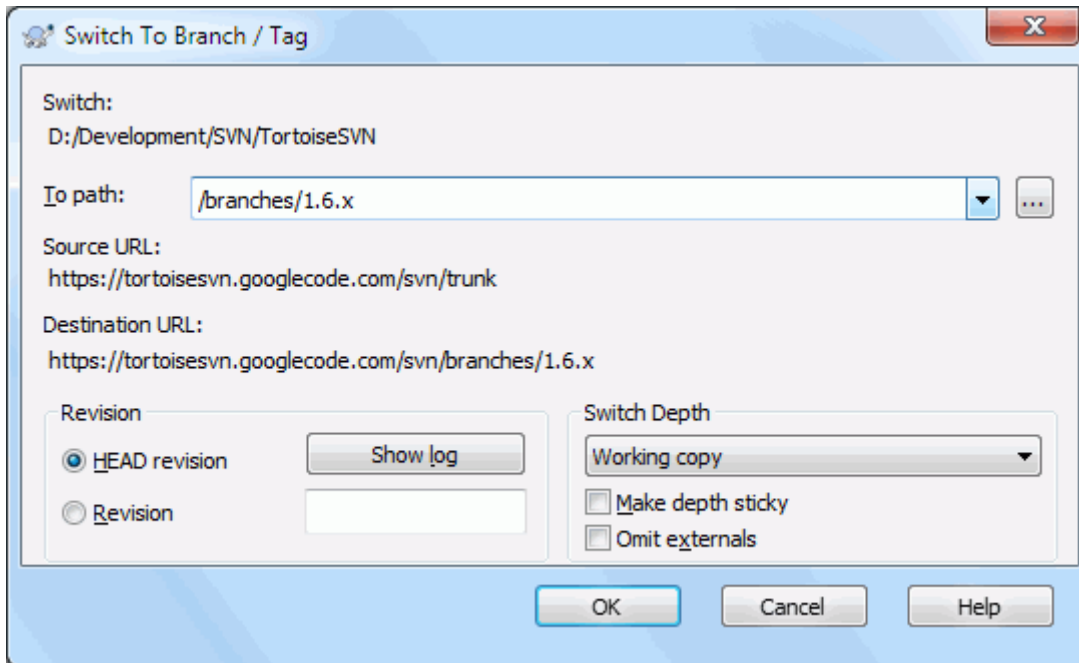 Switch To Branch / Tag
Switch:
D:/Development/SVN/TortoiseSVN
To path:
/branches/1.6.x
...
Source URL:
https://tortoisesvn.googlecode.com/svn/trunk
Destination URL:
https://tortoisesvn.googlecode.com/svn/branches/1.6.x
Revision
HEAD revision
Show log
Revision
Switch Depth
Working copy
Make depth sticky
Omit externals
OK
Cancel
Help